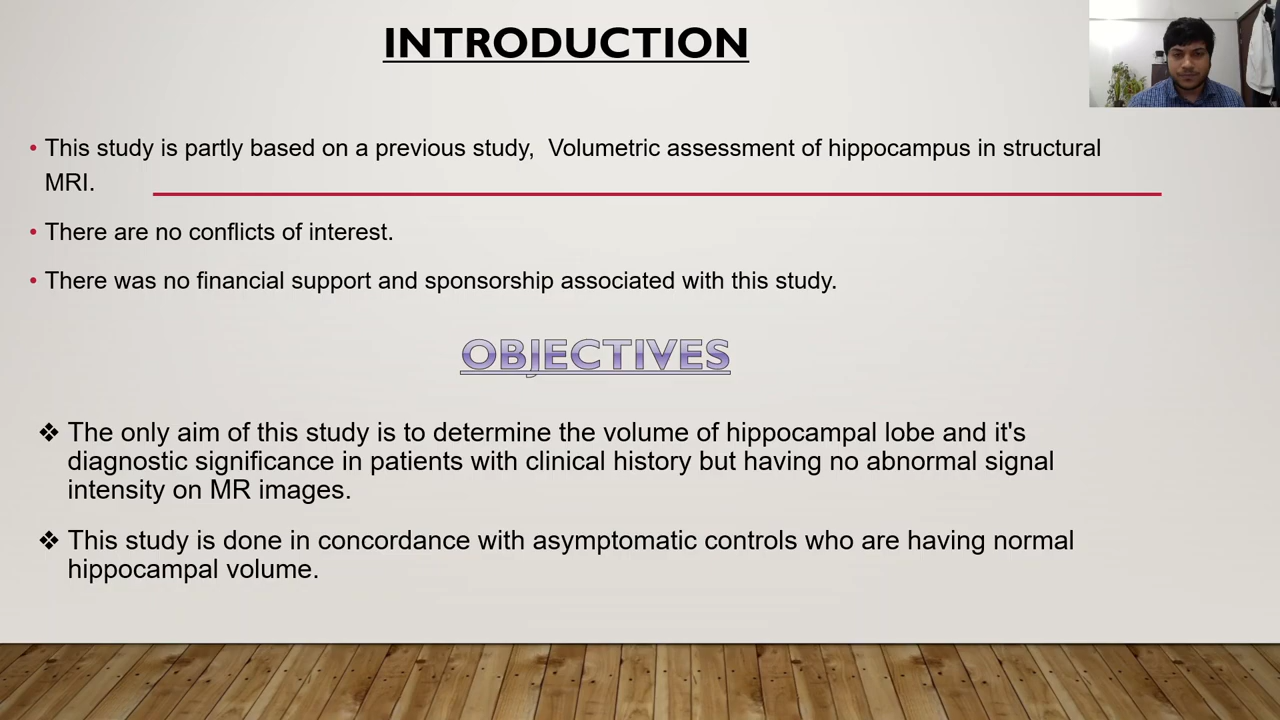 INTRODUCTION
• This study is partly based on a previous study,  Volumetric assessment of hippocampus in structural
MRI.
• There are no conflicts of interest.
• There was no financial support and sponsorship associated with this study.
OBJECTIVES
❖ The only aim of this study is to determine the volume of hippocampal lobe and it's
diagnostic significance in patients with clinical history but having no abnormal signal
intensity on MR images.
❖ This study is done in concordance with asymptomatic controls who are having normal
hippocampal volume.